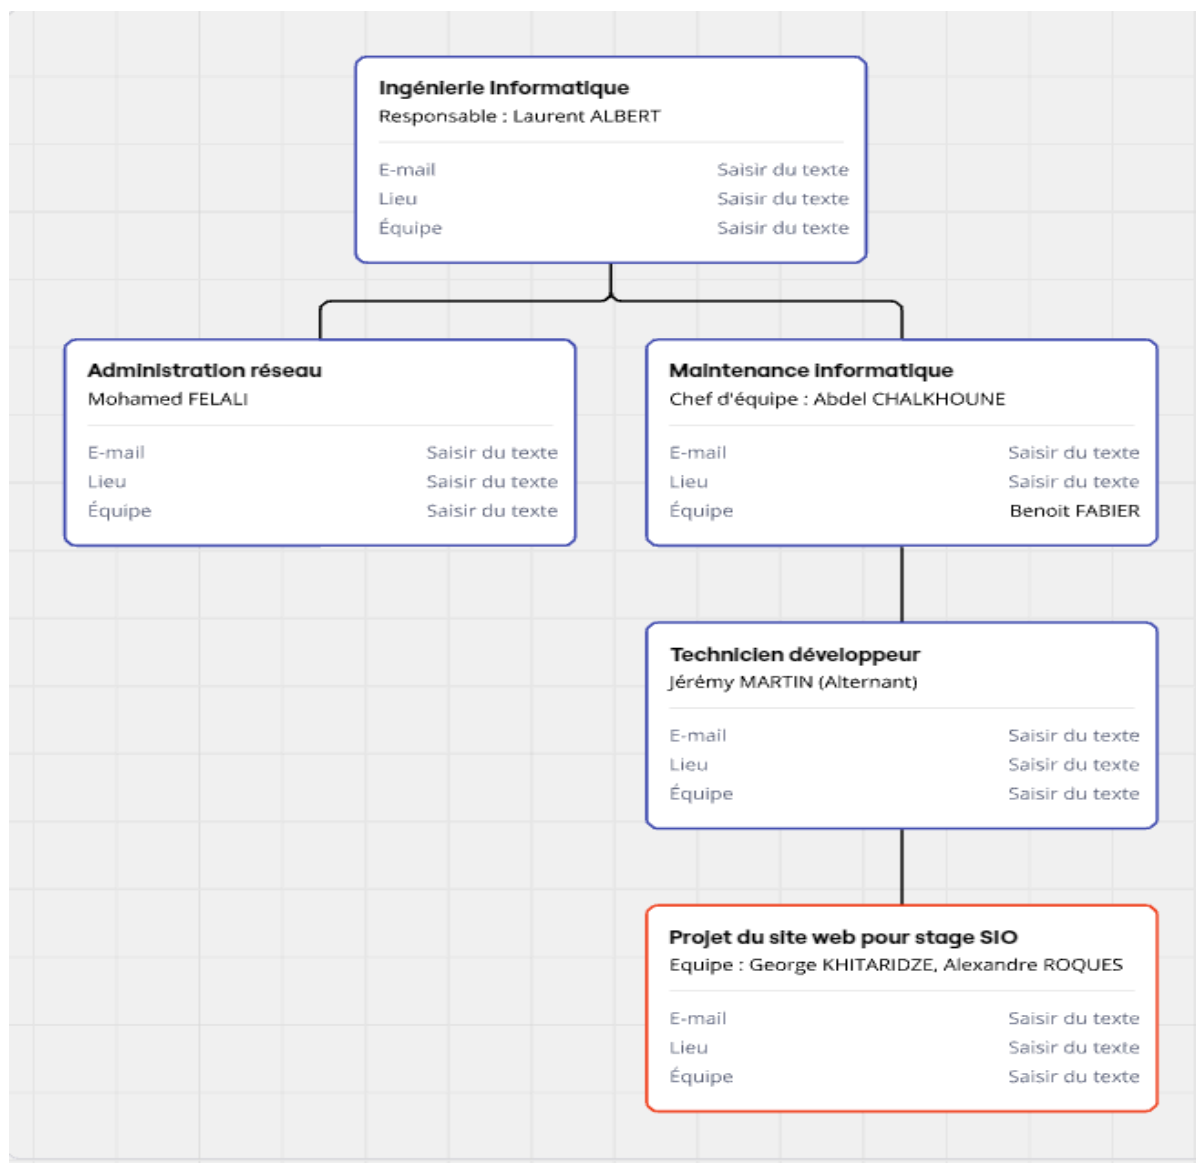 Ingénierie Informatique
Responsable : Laurent ALBERT
E-mail Saisir du texte
Lieu Saisir du texte
Équipe Saisir du texte
Administration réseau
Mohamed FELALI
E-mail Saisir du texte
Lieu Saisir du texte
Équipe Saisir du texte
Maintenance informatique
Chef d'équipe : Abdel CHALKHOUNE
E-mail Saisir du texte
Lieu Saisir du texte
Équipe Benoit FABIER
Technicien développeur
Jérémy MARTIN (Alternant)
E-mail Saisir du texte
Lieu Saisir du texte
Équipe Saisir du texte
Projet du site web pour stage SIO
Equipe : George KHITARIDZE, Alexandre ROQUES
E-mail Saisir du texte
Lieu Saisir du texte
Équipe Saisir du texte